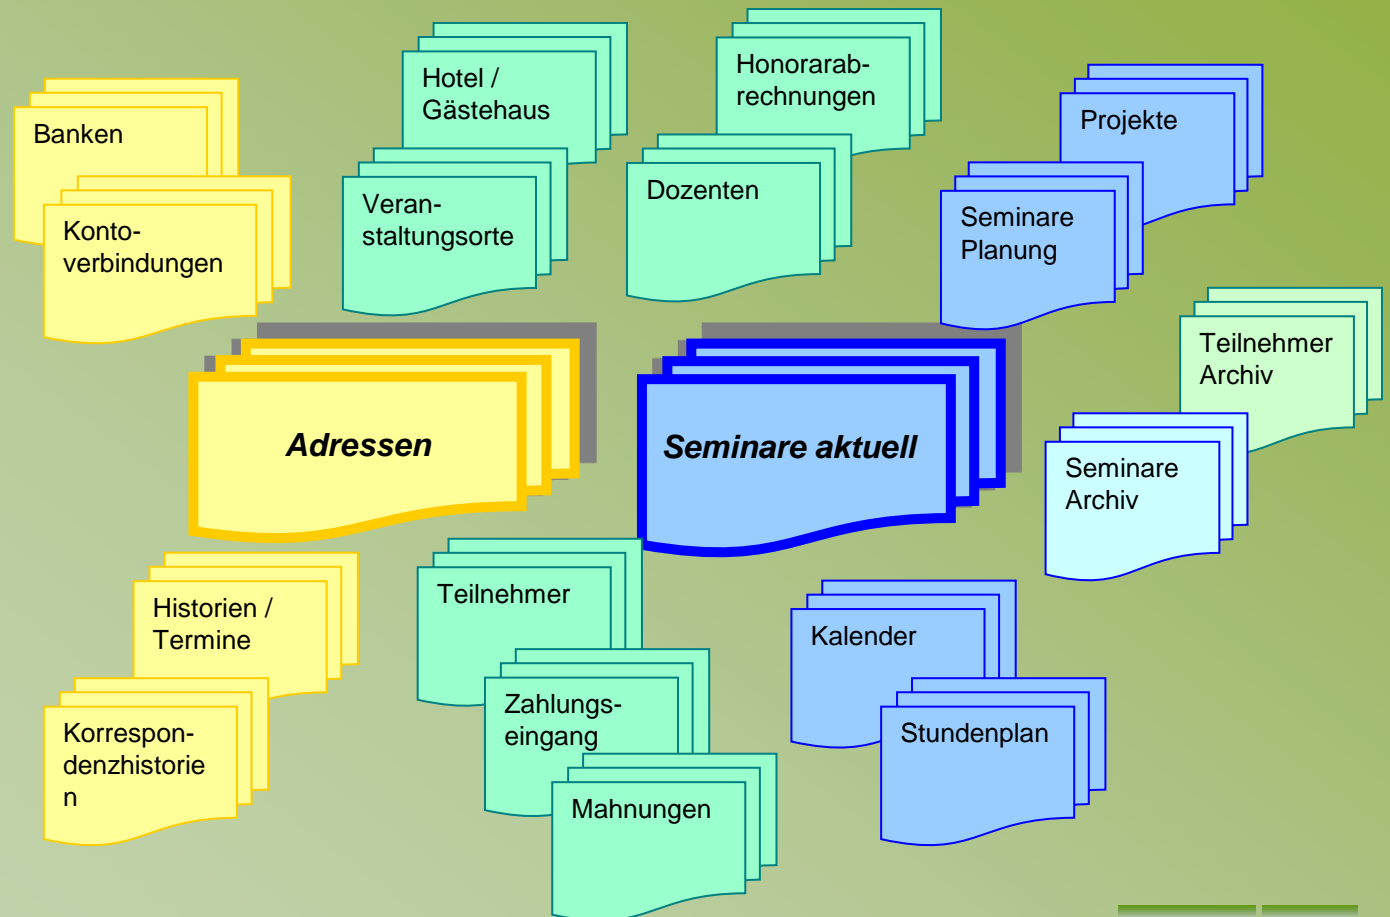 Hotel /
Gästehaus
Honorarab-
rechnungen
Banken
Projekte
Veran-
staltungsorte
Dozenten
Seminare
Planung
Konto-
verbindungen
Teilnehmer
Archiv
Adressen
Seminare aktuell
Seminare
Archiv
Historien /
Termine
Teilnehmer
Kalender
Korrespon-
denzhistorie
n
Zahlungs-
eingang
Stundenplan
Mahnungen